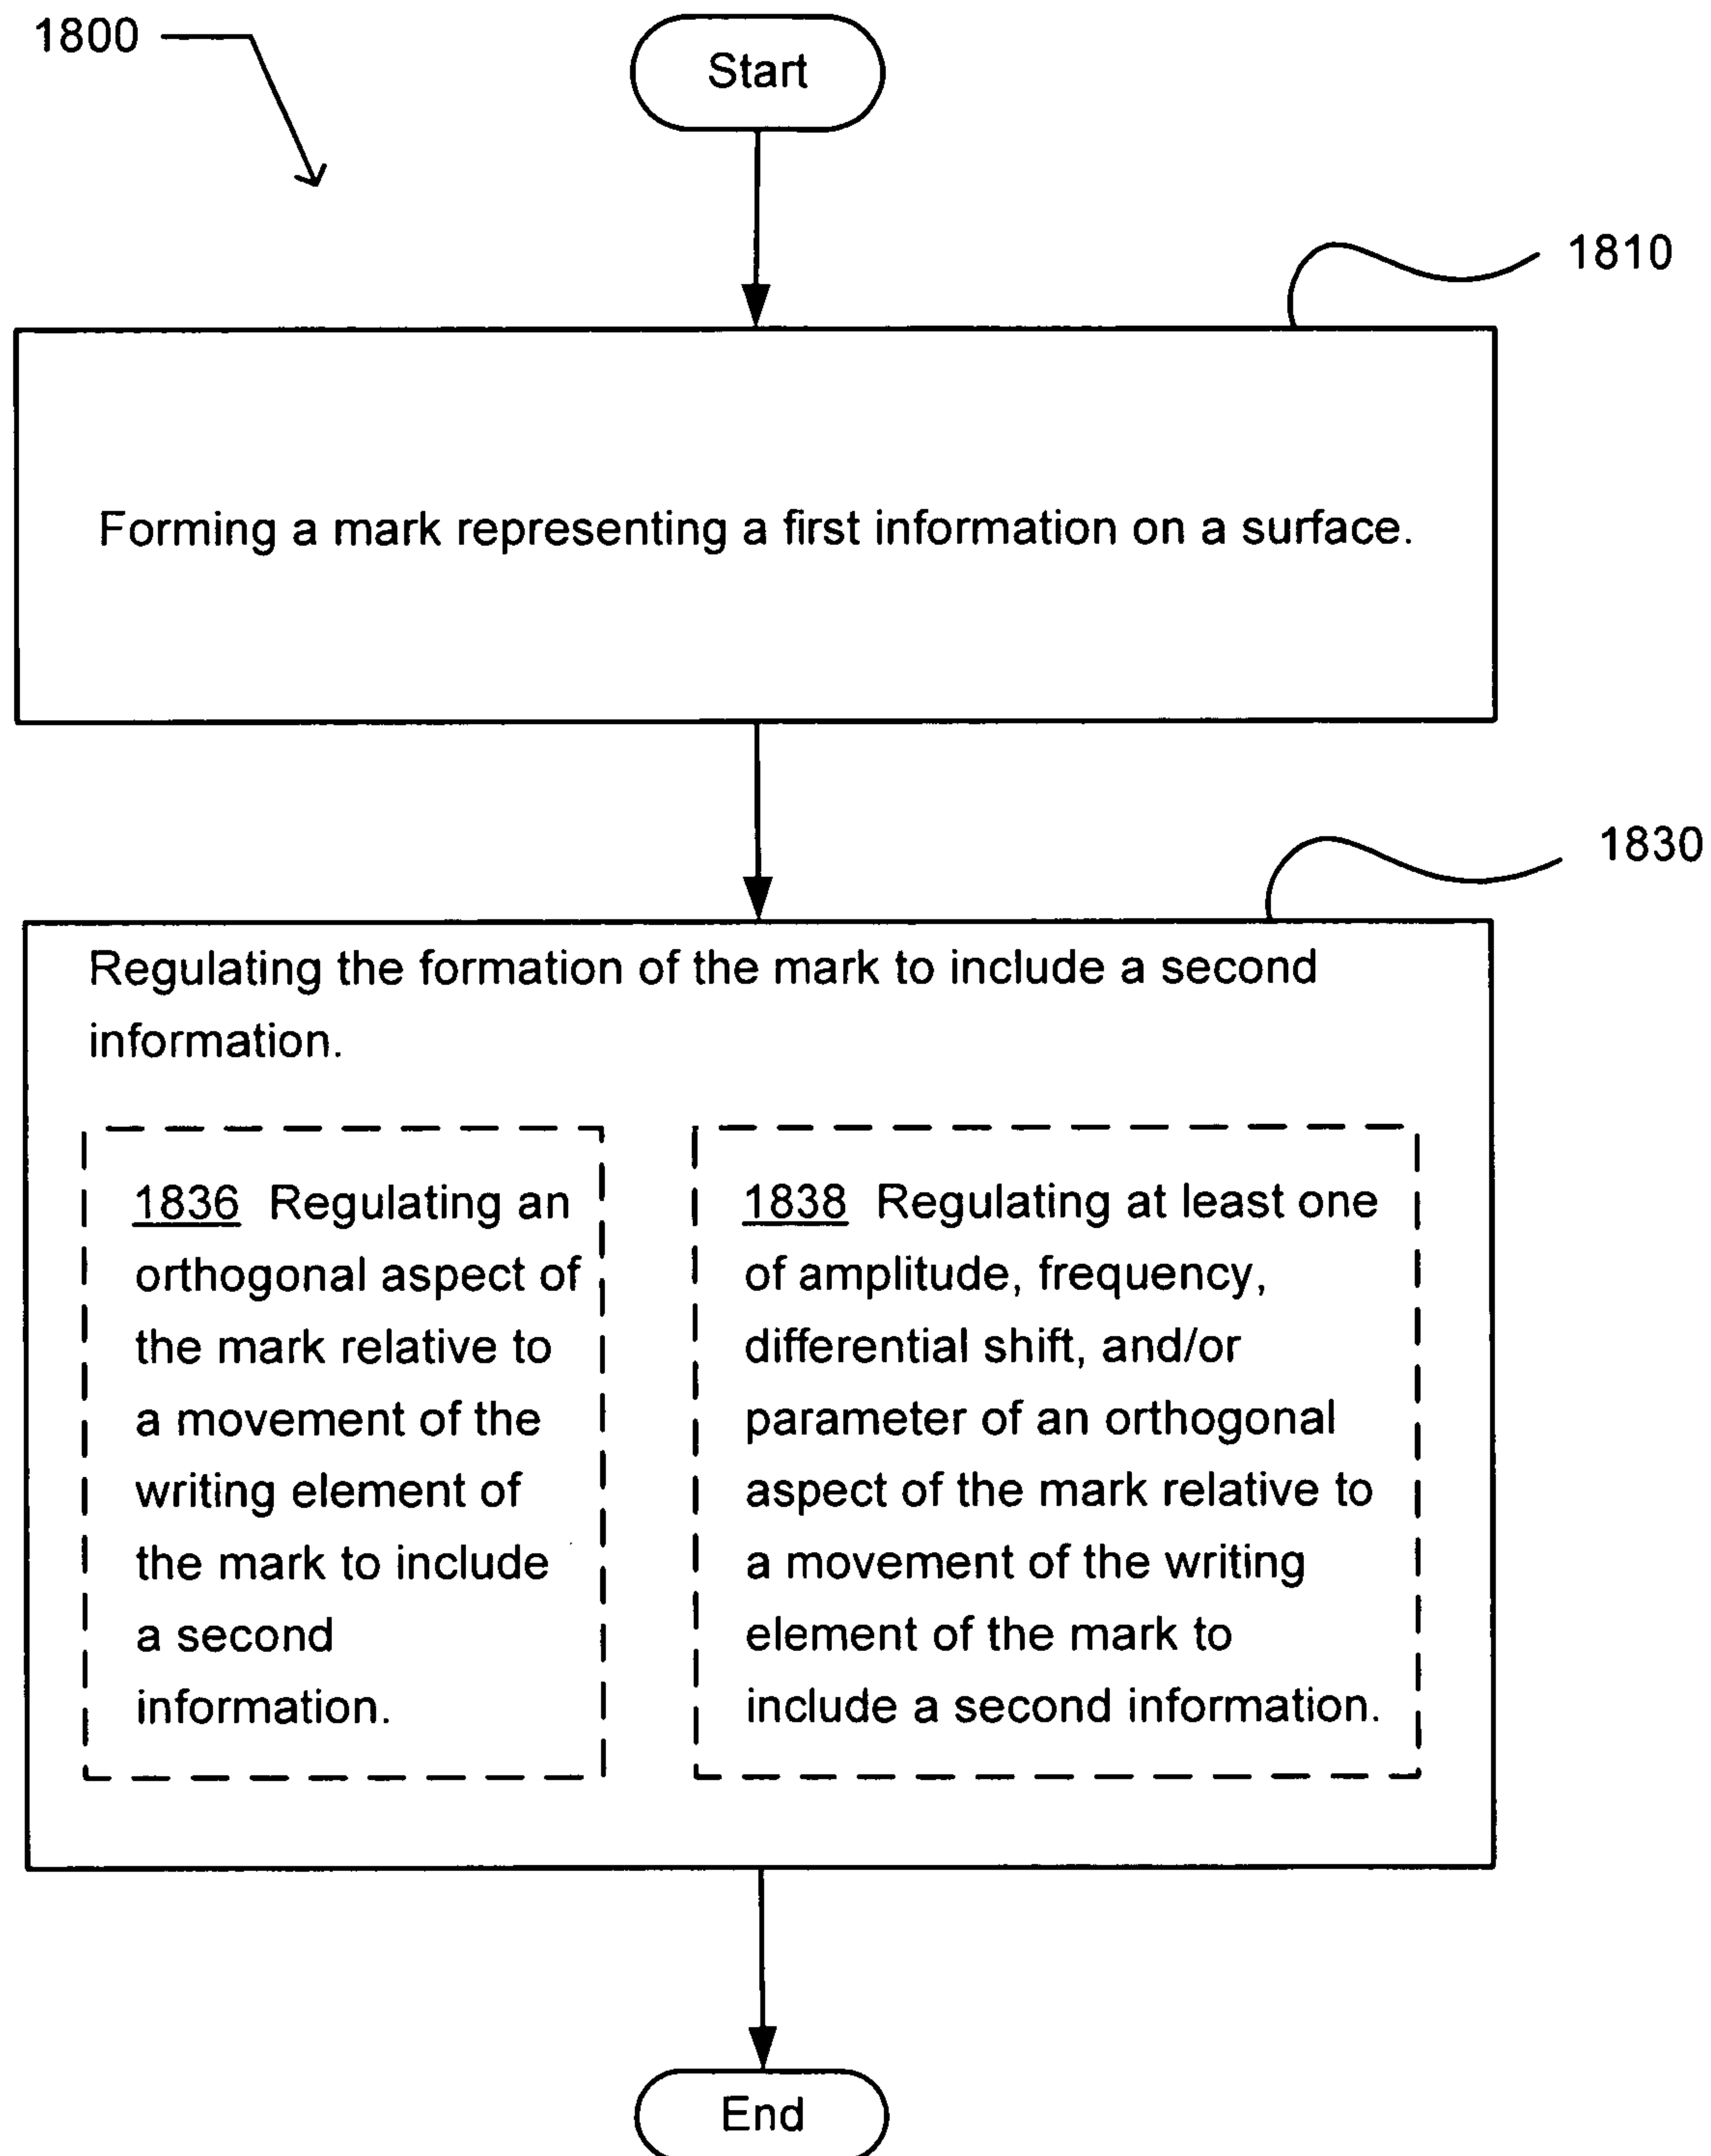 1800
Start
1810
Forming a mark representing a first information on a surface.
1830
Regulating the formation of the mark to include a second
information.
1836 Regulating an
orthogonal aspect of
the mark relative to
a movement of the
writing element of
the mark to include
a second
information.
1838 Regulating at least one
of amplitude, frequency,
differential shift, and/or
parameter of an orthogonal
aspect of the mark relative to
a movement of the writing
element of the mark to
include a second information.
End